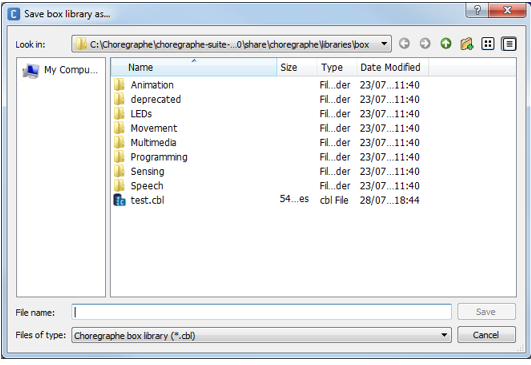 Save box library as...
Look in: C:\Choregraphe\choregraphe-suite-...0\share\choregraphe\libraries\box
My Compu...
Name Size Type Date Modified
Animation Fil...der 23/07...11:40
deprecated Fil...der 23/07...11:40
LEDs Fil...der 23/07...11:40
Movement Fil...der 23/07...11:40
Multimedia Fil...der 23/07...11:40
Programming Fil...der 23/07...11:40
Sensing Fil...der 23/07...11:40
Speech Fil...der 23/07...11:40
test.cbl 54...es cbl File 28/07...18:44
File name: Save
Files of type: Choregraphe box library (*.cbl) Cancel